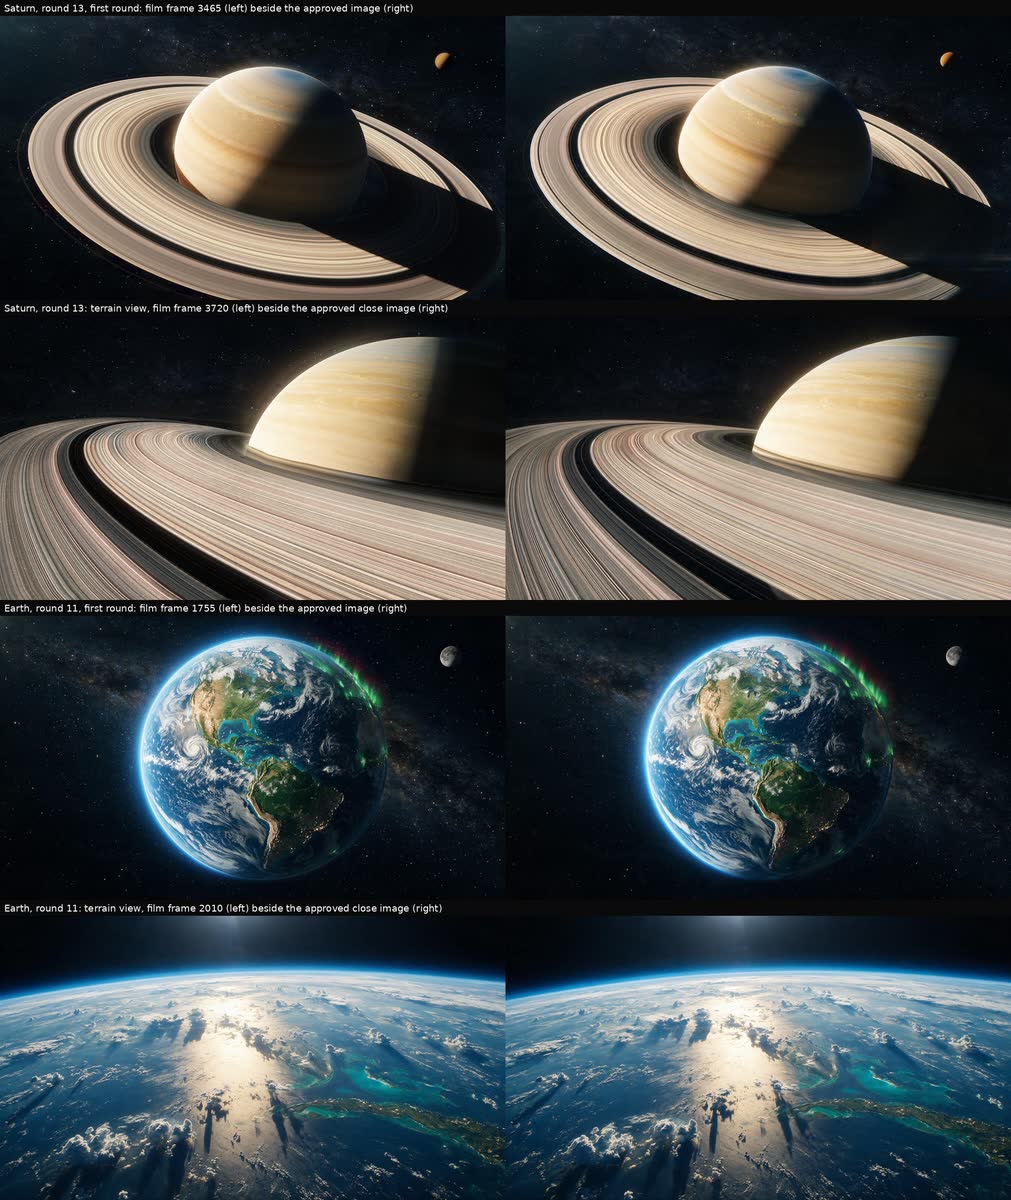 Saturn, round 13, first round: film frame 3465 (left) beside the approved image (right)
Saturn, round 13: terrain view, film frame 3720 (left) beside the approved close image (right)
Earth, round 11, first round: film frame 1755 (left) beside the approved image (right)
Earth, round 11: terrain view, film frame 2010 (left) beside the approved close image (right)